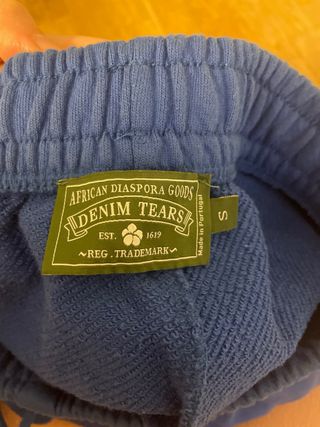 AFRICAN DIASPORA GOODS
DENIM TEARS
EST. 1619
~REG. TRADEMARK~
S
Made in Portugal